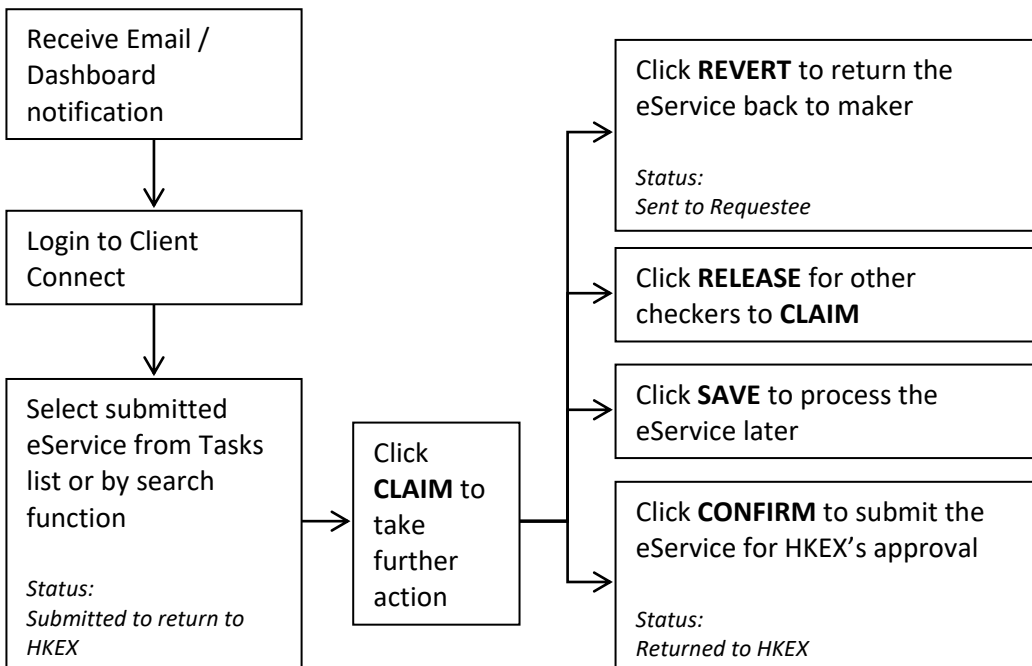 Receive Email /
Dashboard
notification
Login to Client
Connect
Select submitted
eService from Tasks
list or by search
function
Status:
Submitted to return to
HKEX
Click
CLAIM to
take
further
action
Click REVERT to return the
eService back to maker
Status:
Sent to Requestee
Click RELEASE for other
checkers to CLAIM
Click SAVE to process the
eService later
Click CONFIRM to submit the
eService for HKEX’s approval
Status:
Returned to HKEX